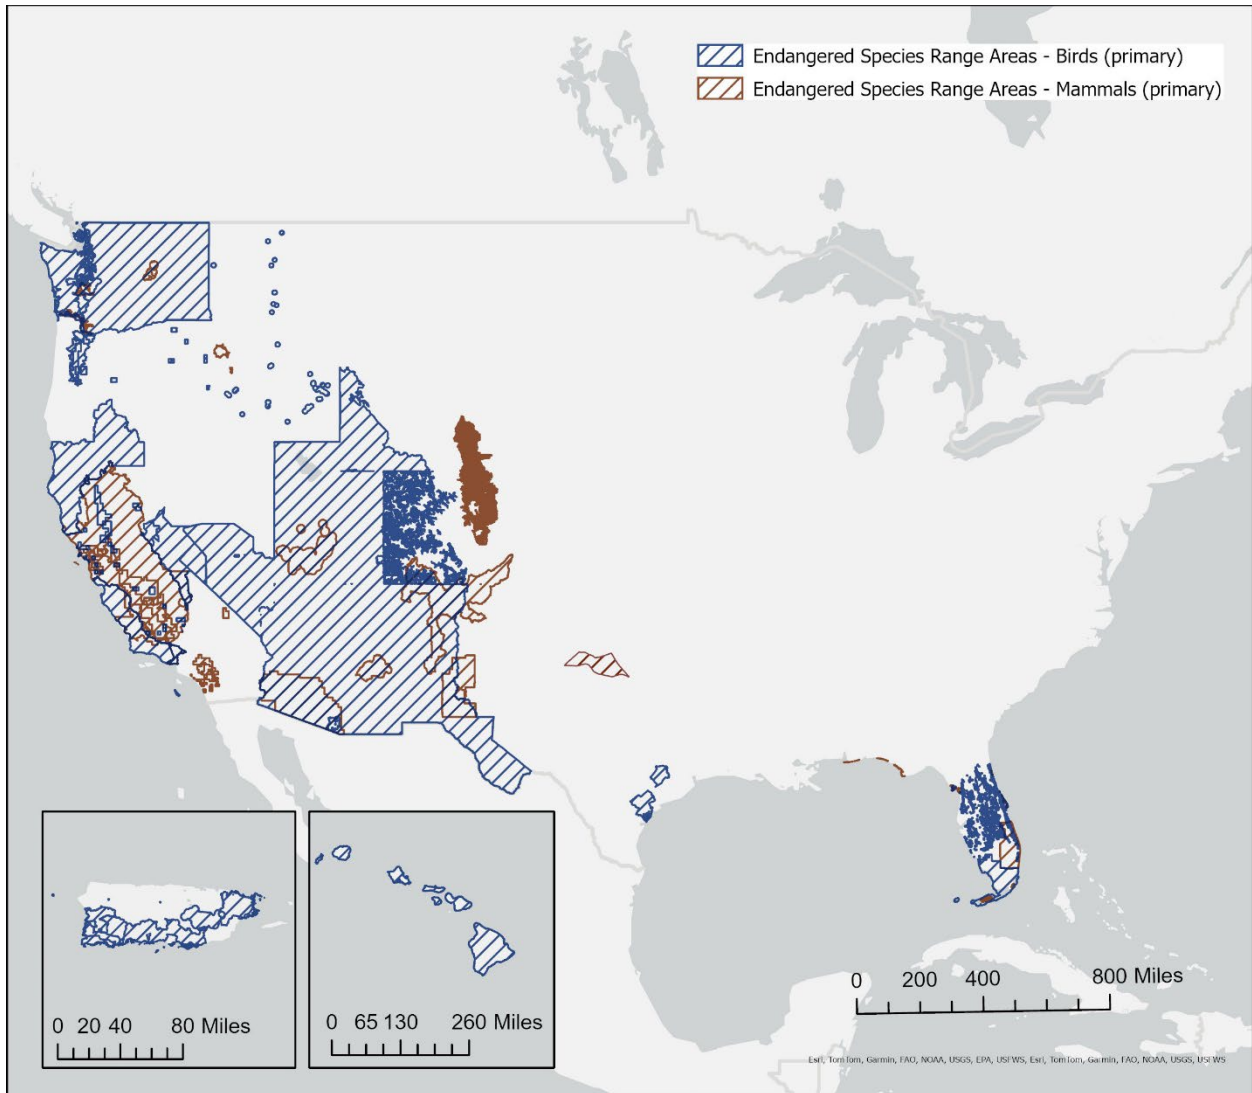 Endangered Species Range Areas - Birds (primary)
Endangered Species Range Areas - Mammals (primary)
0 20 40 80 Miles
0 65 130 260 Miles
0 200 400 800 Miles
Esri, TomTom, Garmin, FAO, NOAA, USGS, EPA, USFWS, Esri, TomTom, Garmin, FAO, NOAA, USGS, USFWS